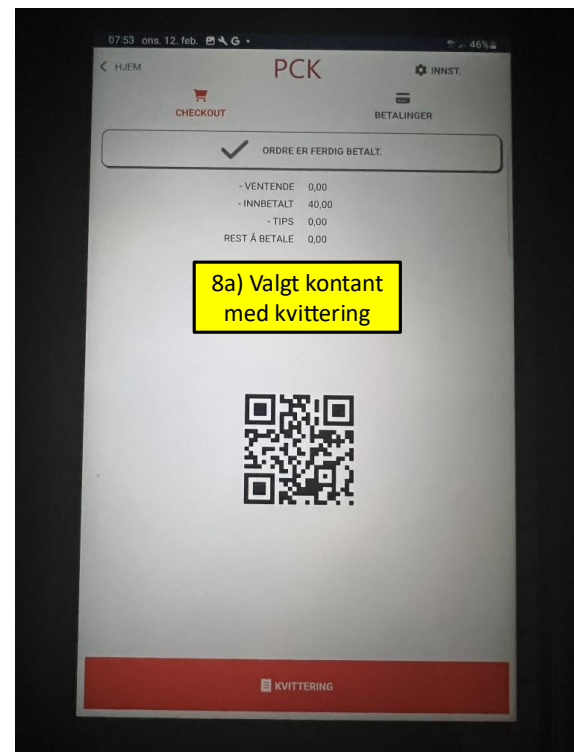 07:53 ons. 12. feb. G •
46%
< HJEM
PCK
INNST.
CHECKOUT
BETALINGER
ORDRE ER FERDIG BETALT.
- VENTENDE 0,00
- INNBETALT 40,00
- TIPS 0,00
REST Å BETALE 0,00
8a) Valgt kontant
med kvittering
KVITTERING